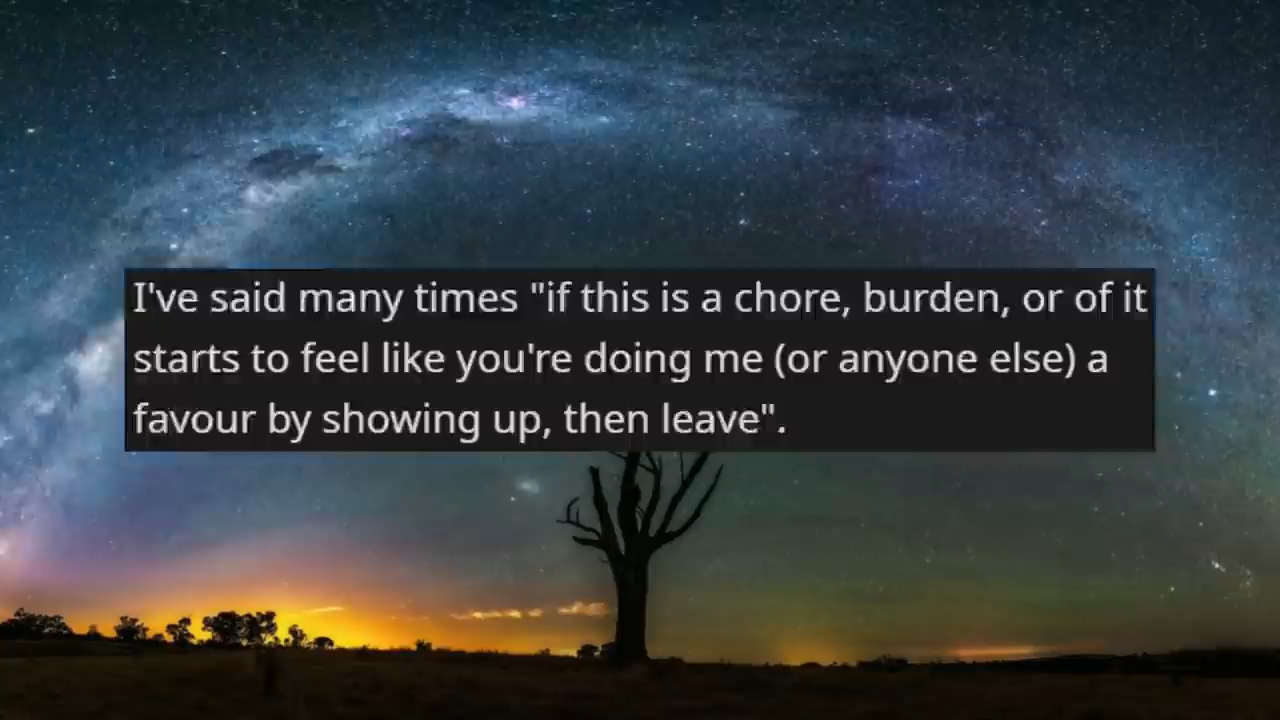 I've said many times "if this is a chore, burden, or of it
starts to feel like you're doing me (or anyone else) a
favour by showing up, then leave".